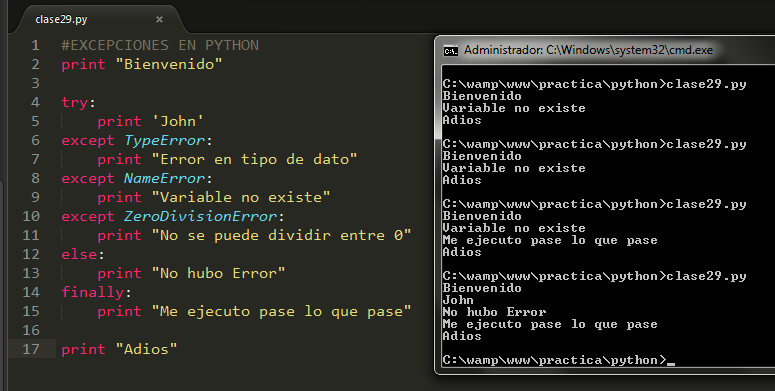 clase29.py
1 #EXCEPCIONES EN PYTHON
2 print "Bienvenido"
3
4 try:
5     print 'John'
6 except TypeError:
7     print "Error en tipo de dato"
8 except NameError:
9     print "Variable no existe"
10 except ZeroDivisionError:
11     print "No se puede dividir entre 0"
12 else:
13     print "No hubo Error"
14 finally:
15     print "Me ejecuto pase lo que pase"
16
17 print "Adios"
Administrador: C:\Windows\system32\cmd.exe
C:\wamp\www\practica\python>clase29.py
Bienvenido
Variable no existe
Adios
C:\wamp\www\practica\python>clase29.py
Bienvenido
Variable no existe
Adios
C:\wamp\www\practica\python>clase29.py
Bienvenido
Variable no existe
Me ejecuto pase lo que pase
Adios
C:\wamp\www\practica\python>clase29.py
Bienvenido
John
No hubo Error
Me ejecuto pase lo que pase
Adios
C:\wamp\www\practica\python>_